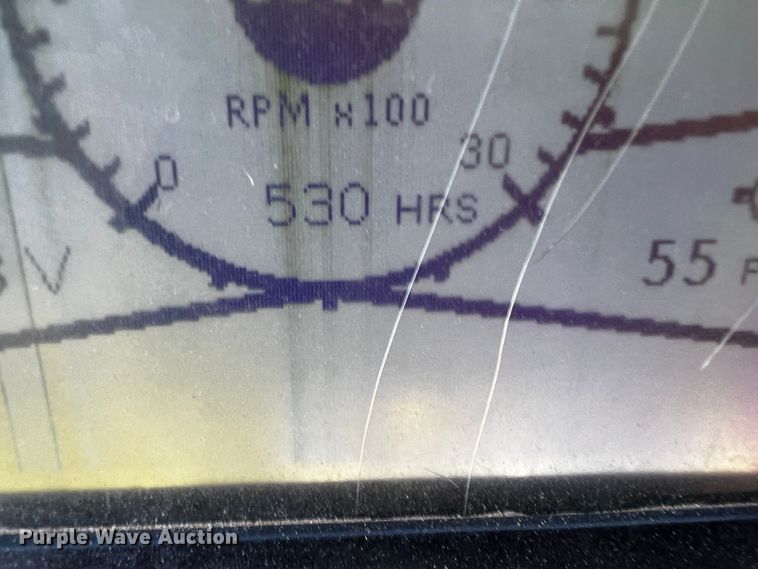 RPM x100
0
30
530 HRS
V
55 F
Purple Wave Auction